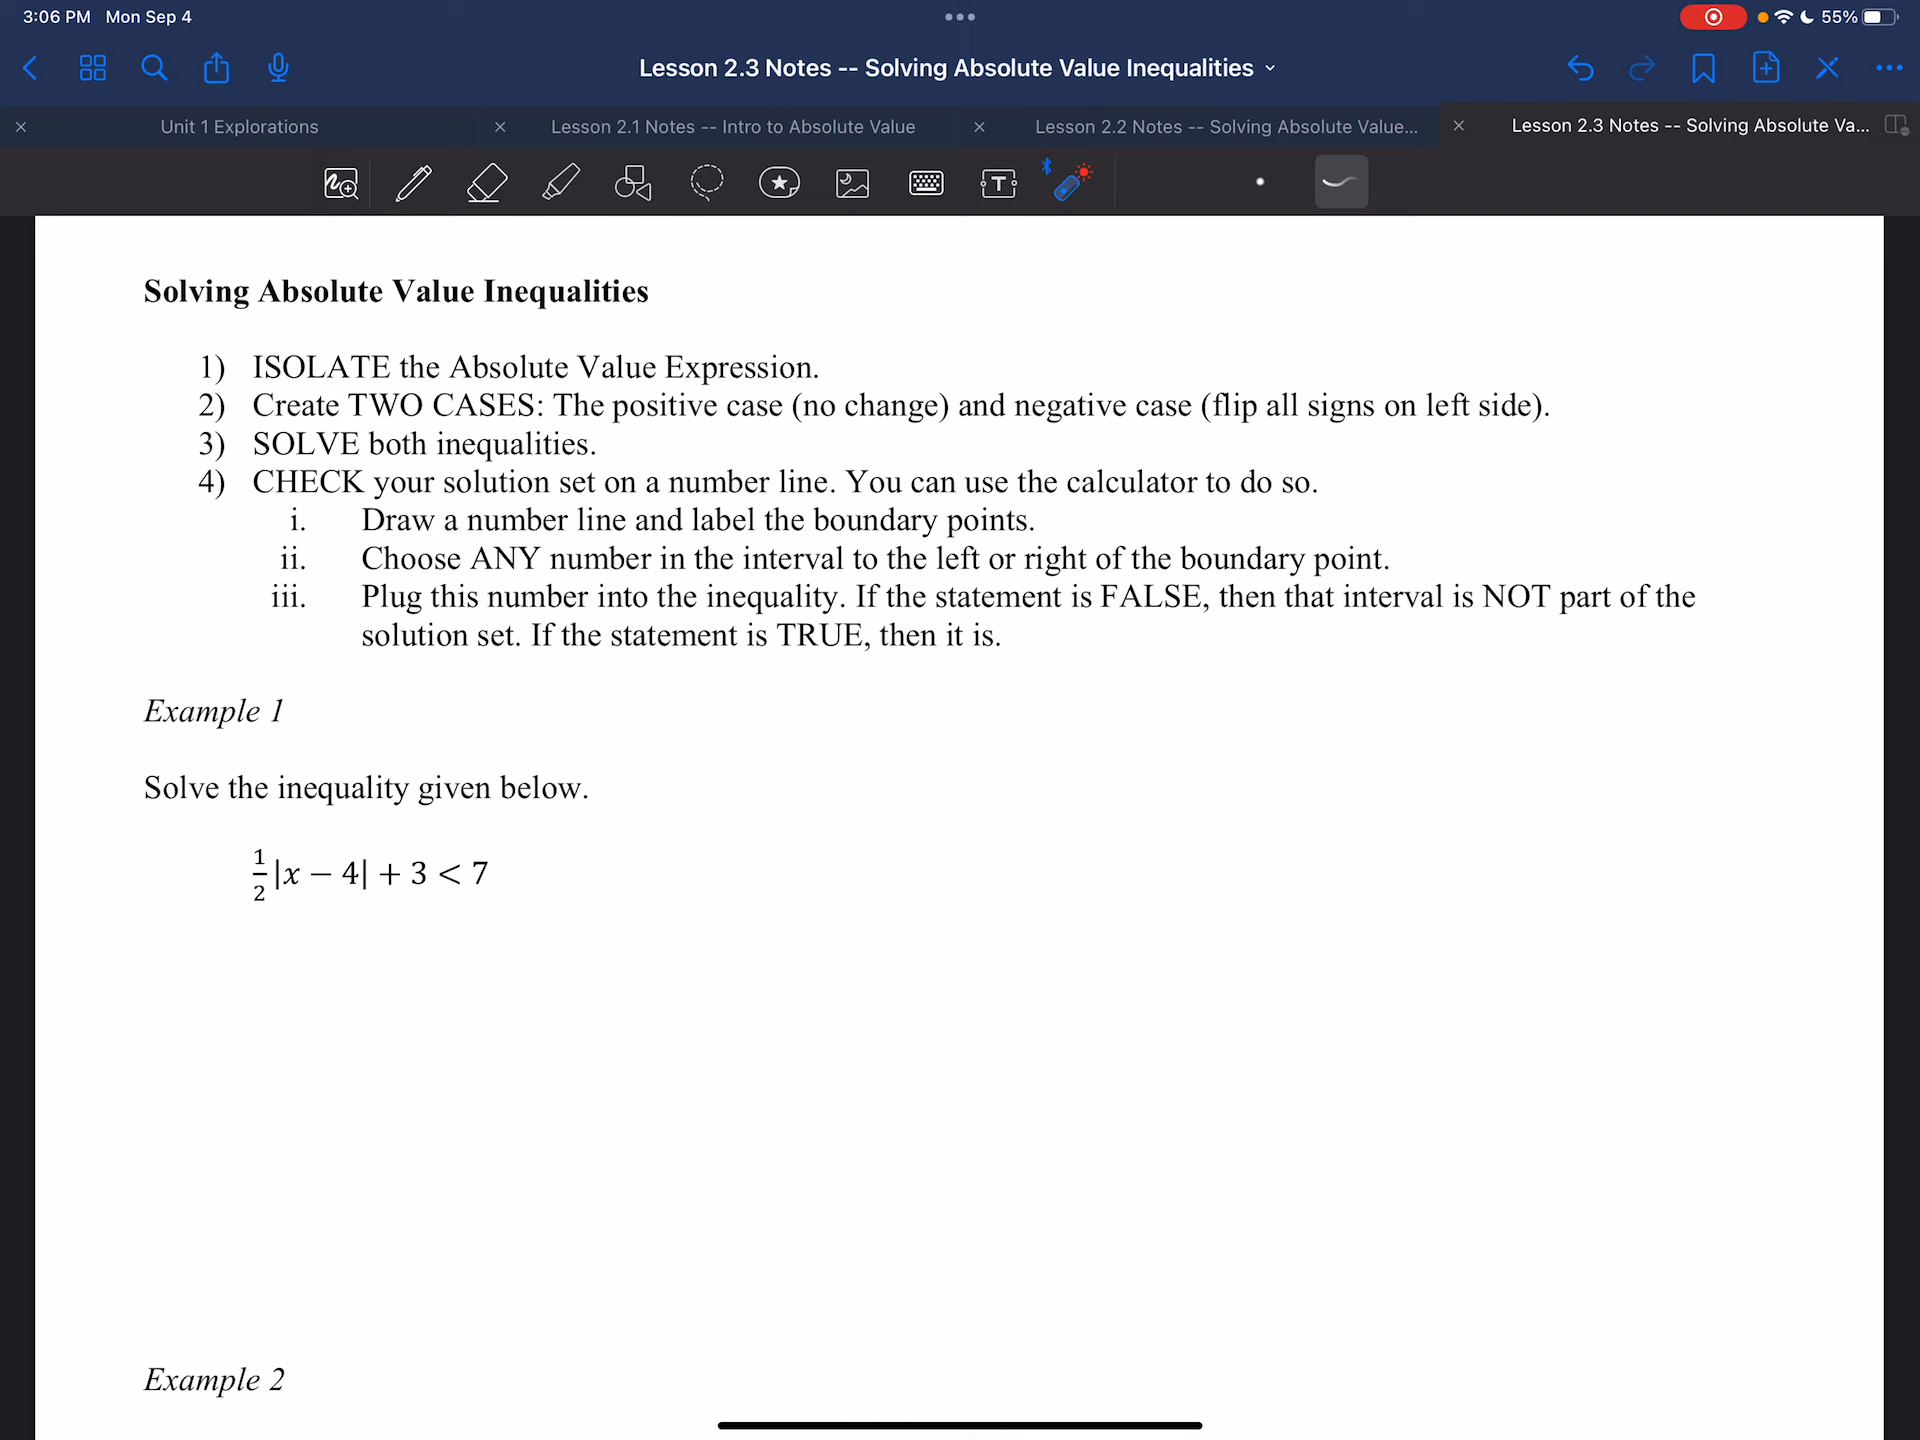 3:06 PM Mon Sep 4
55%
Lesson 2.3 Notes -- Solving Absolute Value Inequalities
Unit 1 Explorations
Lesson 2.1 Notes -- Intro to Absolute Value
Lesson 2.2 Notes -- Solving Absolute Value...
Lesson 2.3 Notes -- Solving Absolute Va...
Solving Absolute Value Inequalities
1) ISOLATE the Absolute Value Expression.
2) Create TWO CASES: The positive case (no change) and negative case (flip all signs on left side).
3) SOLVE both inequalities.
4) CHECK your solution set on a number line. You can use the calculator to do so.
i. Draw a number line and label the boundary points.
ii. Choose ANY number in the interval to the left or right of the boundary point.
iii. Plug this number into the inequality. If the statement is FALSE, then that interval is NOT part of the
solution set. If the statement is TRUE, then it is.
Example 1
Solve the inequality given below.
1/2|x − 4| + 3 < 7
Example 2